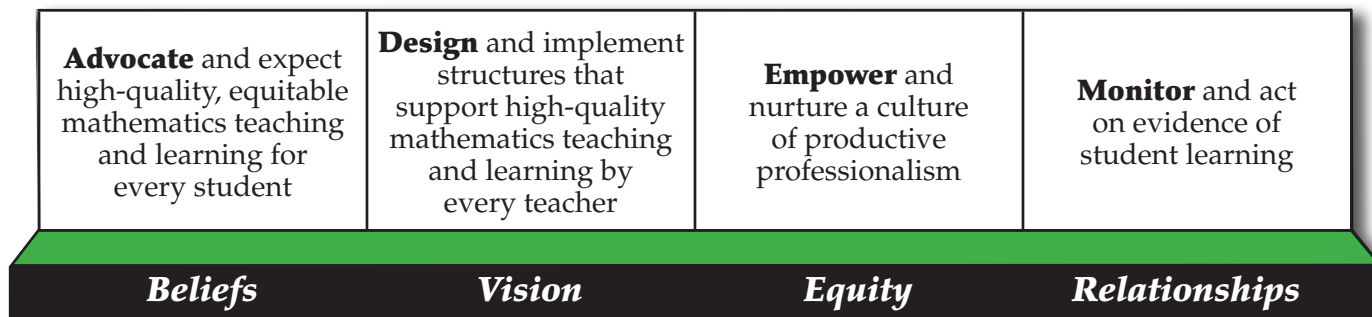 Advocate and expect
high-quality, equitable
mathematics teaching
and learning for
every student
Design and implement
structures that
support high-quality
mathematics teaching
and learning by
every teacher
Empower and
nurture a culture
of productive
professionalism
Monitor and act
on evidence of
student learning
Beliefs
Vision
Equity
Relationships